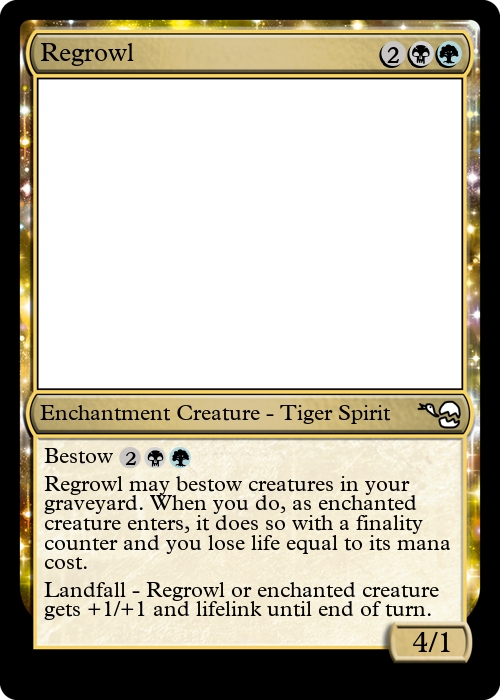 Regrowl 2
Enchantment Creature - Tiger Spirit
Bestow 2
Regrowl may bestow creatures in your
graveyard. When you do, as enchanted
creature enters, it does so with a finality
counter and you lose life equal to its mana
cost.
Landfall - Regrowl or enchanted creature
gets +1/+1 and lifelink until end of turn.
4/1